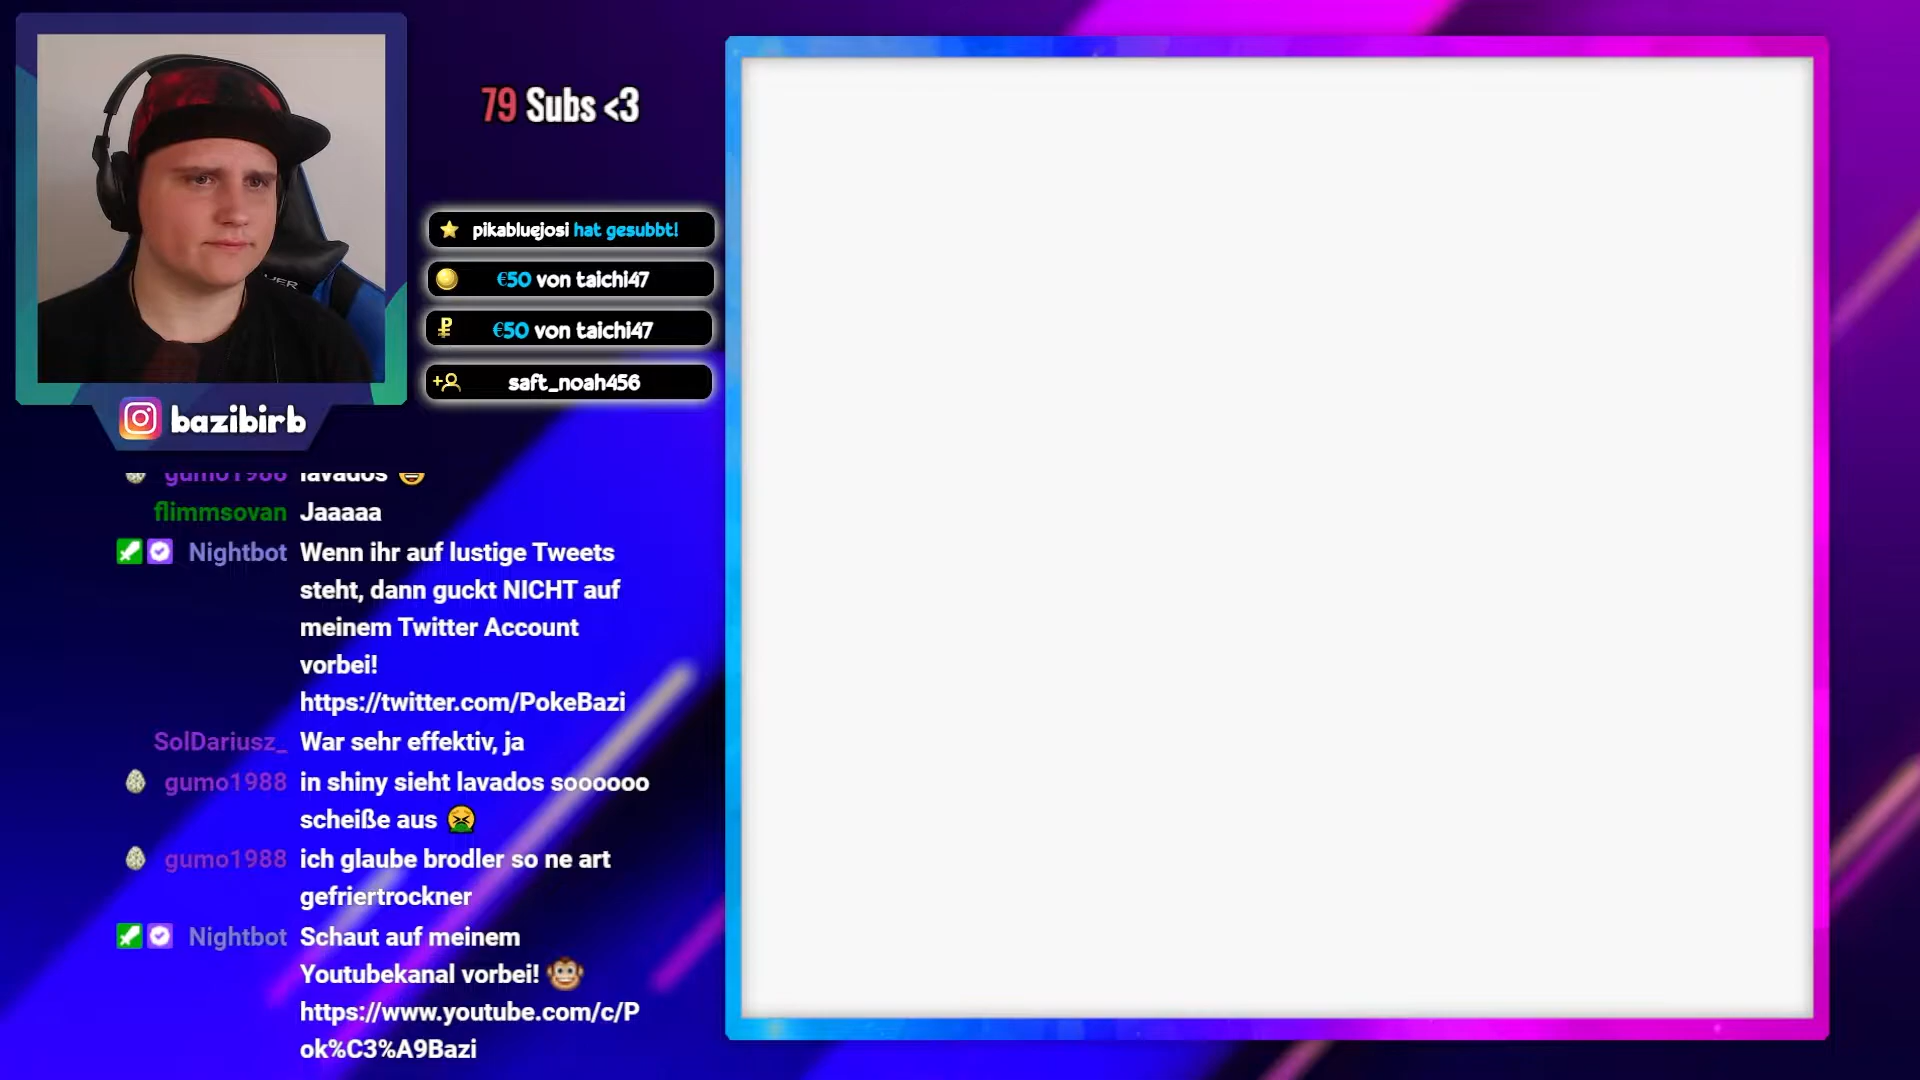 79 Subs <3
pikabluejosi hat gesubbt!
€50 von taichi47
€50 von taichi47
saft_noah456
bazibirb
gumo1988 lavados
flimmsovan Jaaaaa
Nightbot Wenn ihr auf lustige Tweets
steht, dann guckt NICHT auf
meinem Twitter Account
vorbei!
https://twitter.com/PokeBazi
SolDariusz_ War sehr effektiv, ja
gumo1988 in shiny sieht lavados soooooo
scheiße aus 🤮
gumo1988 ich glaube brodler so ne art
gefriertrockner
Nightbot Schaut auf meinem
Youtubekanal vorbei! 🐵
https://www.youtube.com/c/P
ok%C3%A9Bazi